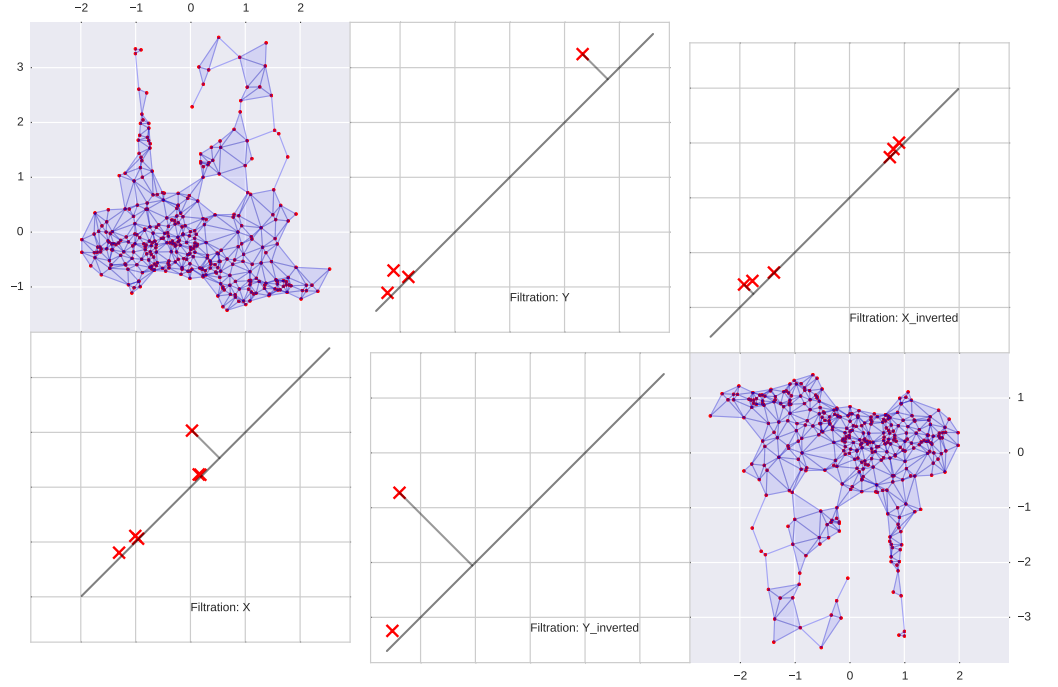 −2 −1 0 1 2
3
2
1
0
−1
Filtration: Y
Filtration: X_inverted
Filtration: X
Filtration: Y_inverted
1
0
−1
−2
−3
−2 −1 0 1 2